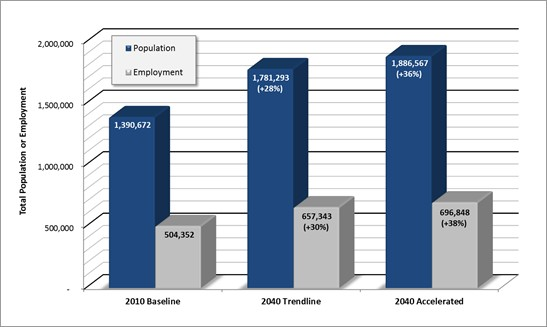 Total Population or Employment
2,000,000
1,500,000
1,000,000
500,000
-
Population
Employment
1,390,672
504,352
1,781,293
(+28%)
657,343
(+30%)
1,886,567
(+36%)
696,848
(+38%)
2010 Baseline
2040 Trendline
2040 Accelerated